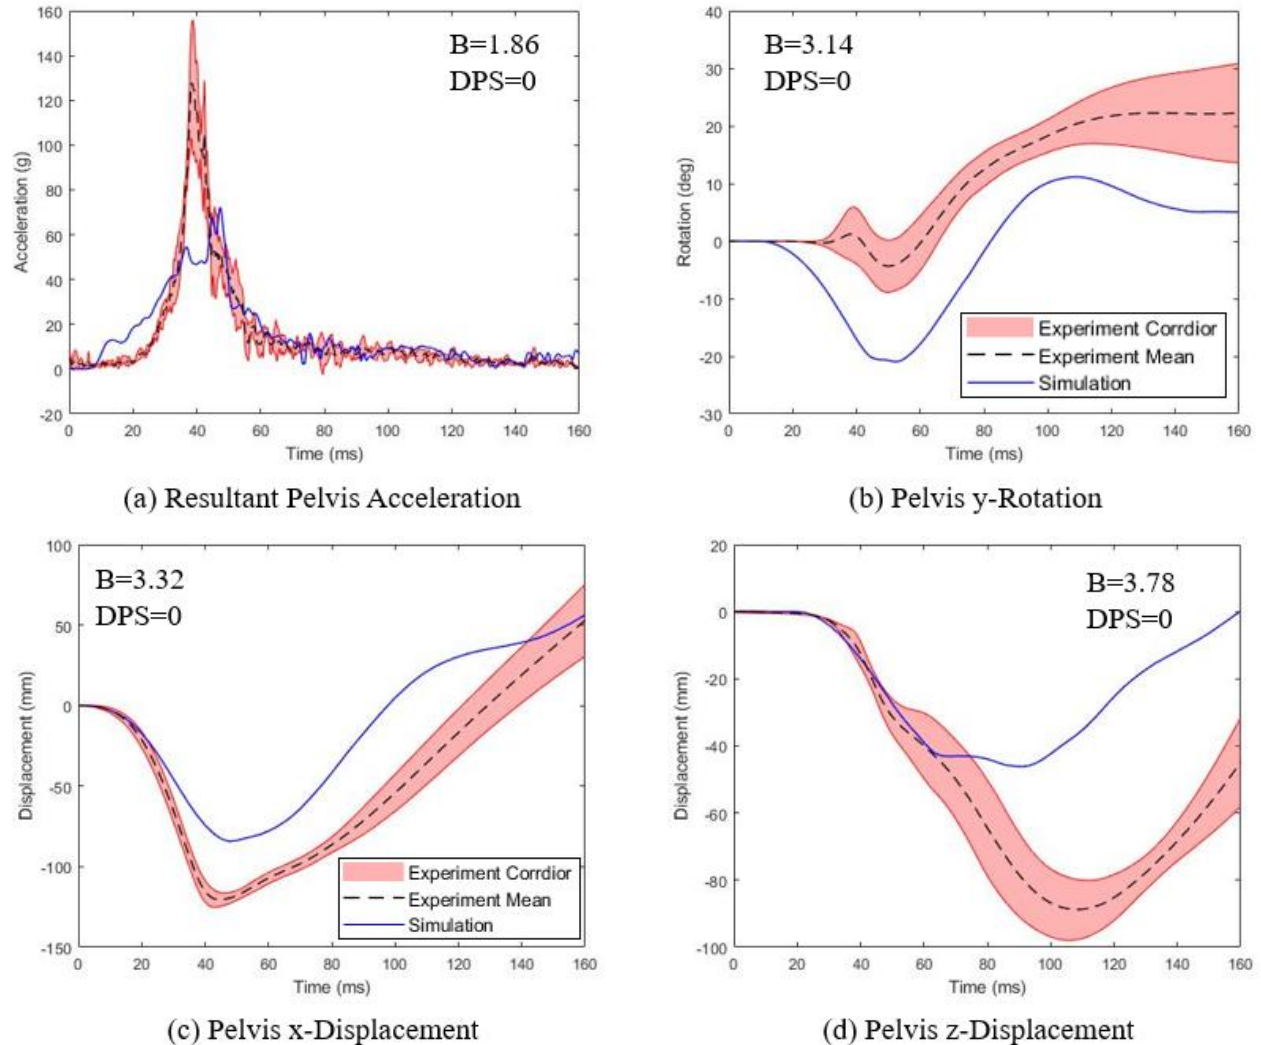 160
140
120
100
80
60
40
20
0
-20
Acceleration (g)
B=1.86
DPS=0
0 20 40 60 80 100 120 140 160
Time (ms)
(a) Resultant Pelvis Acceleration
40
30
20
10
0
-10
-20
-30
Rotation (deg)
B=3.14
DPS=0
Experiment Corrdior
Experiment Mean
Simulation
0 20 40 60 80 100 120 140 160
Time (ms)
(b) Pelvis y-Rotation
100
50
0
-50
-100
-150
Displacement (mm)
B=3.32
DPS=0
Experiment Corrdior
Experiment Mean
Simulation
0 20 40 60 80 100 120 140 160
Time (ms)
(c) Pelvis x-Displacement
20
0
-20
-40
-60
-80
-100
Displacement (mm)
B=3.78
DPS=0
0 20 40 60 80 100 120 140 160
Time (ms)
(d) Pelvis z-Displacement